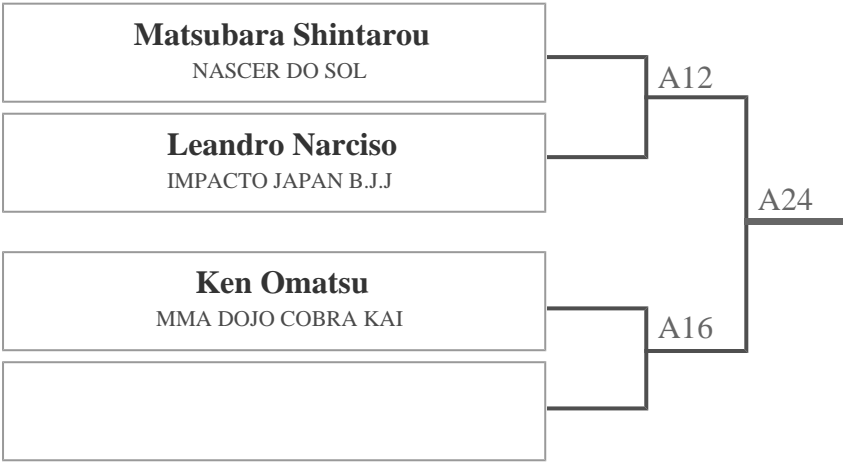 Matsubara Shintarou
NASCER DO SOL
A12
Leandro Narciso
IMPACTO JAPAN B.J.J
A24
Ken Omatsu
MMA DOJO COBRA KAI
A16